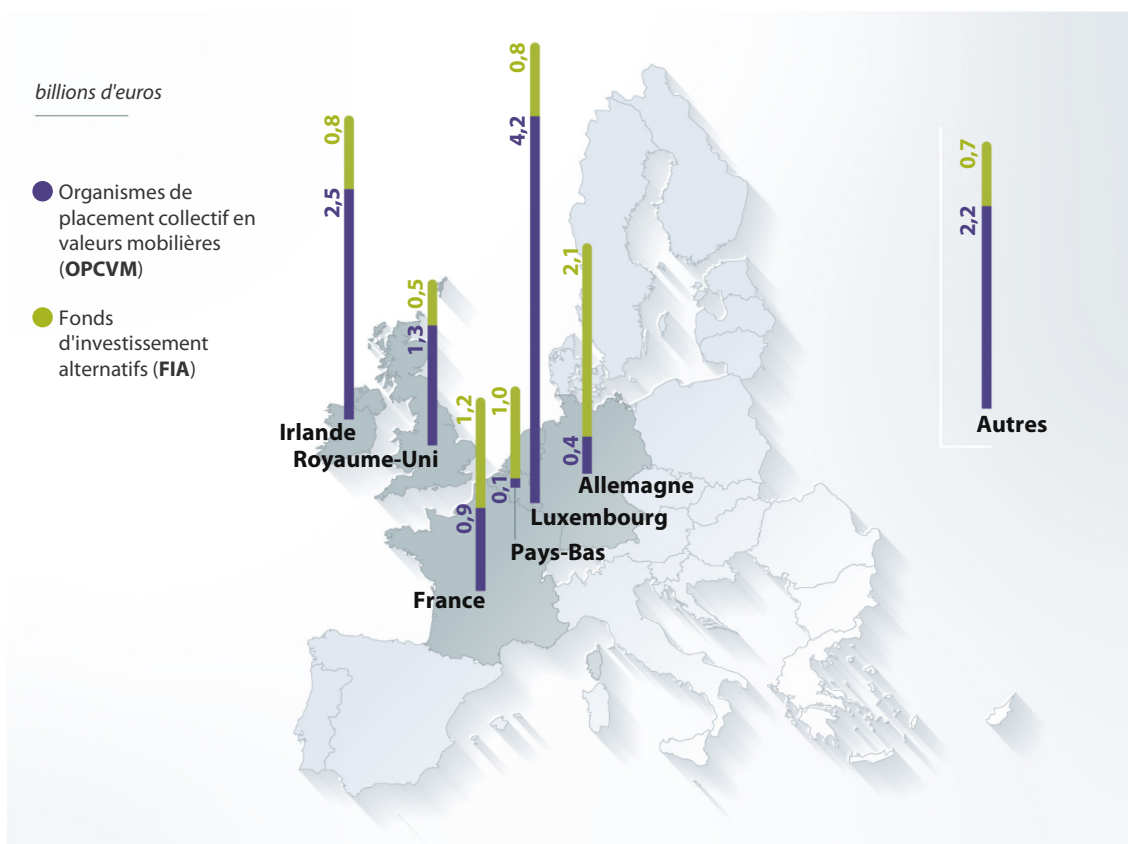 billions d'euros
Organismes de
placement collectif en
valeurs mobilières
(OPCVM)
Fonds
d'investissement
alternatifs (FIA)
0,8
2,5
Irlande
0,5
1,3
Royaume-Uni
1,2
0,9
France
1,0
0,1
Pays-Bas
0,8
4,2
Luxembourg
2,1
0,4
Allemagne
0,7
2,2
Autres